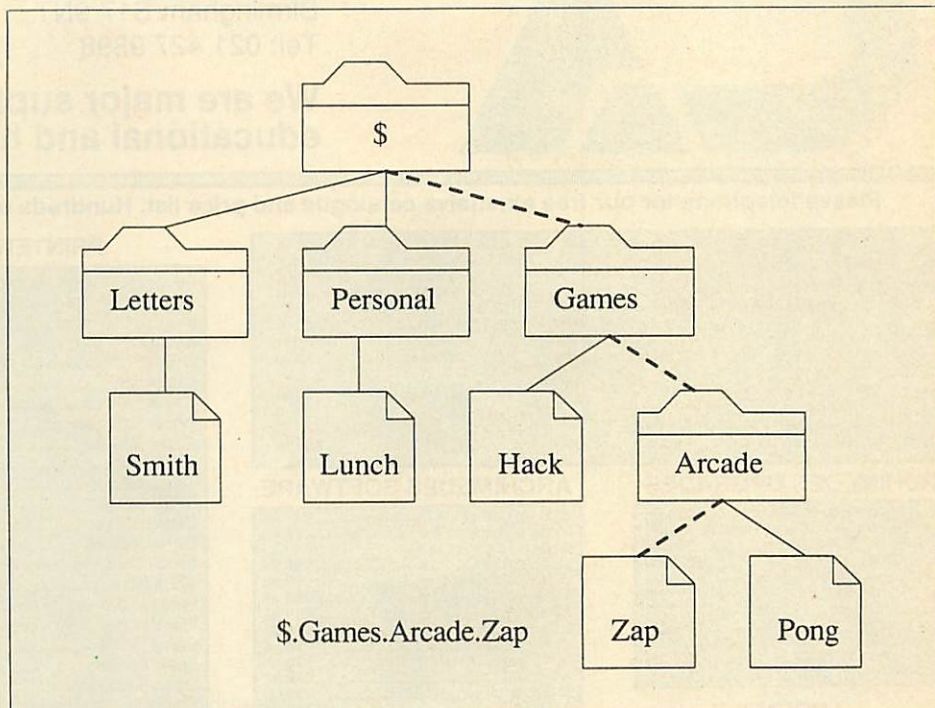 $
Letters
Personal
Games
Smith
Lunch
Hack
Arcade
$.Games.Arcade.Zap
Zap
Pong